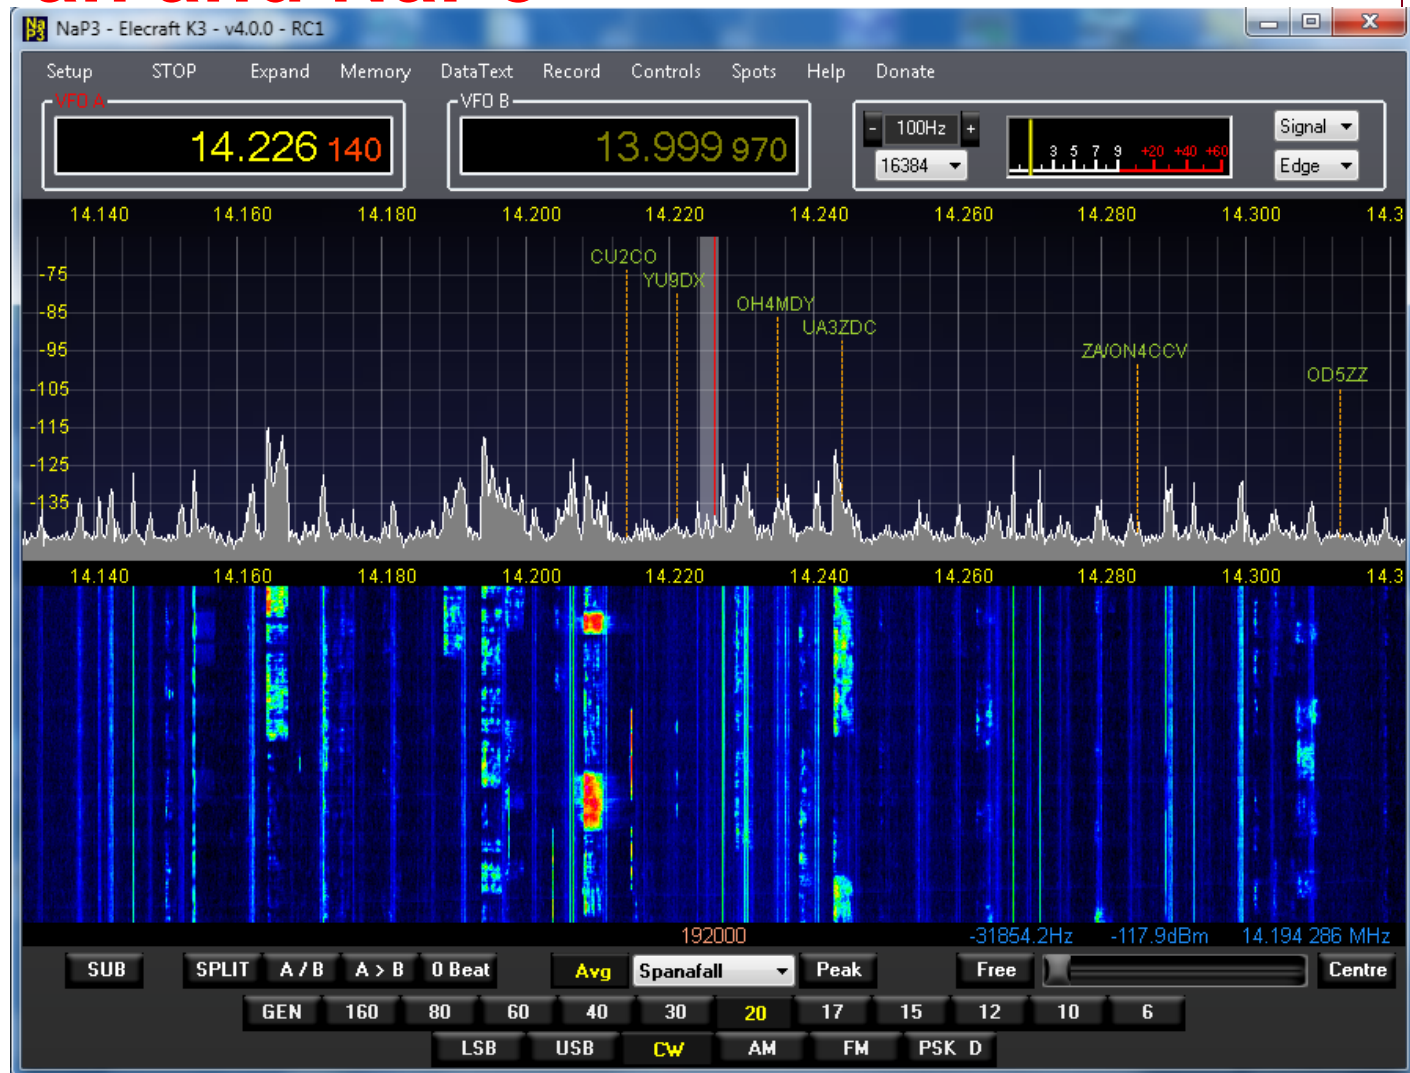 NaP3 - Elecraft K3 - v4.0.0 - RC1
Setup STOP Expand Memory DataText Record Controls Spots Help Donate
VFO A VFO B
14.226 140 13.999 970 - 100Hz + 16384 3 5 7 9 +20 +40 +60 Signal Edge
14.140 14.160 14.180 14.200 14.220 14.240 14.260 14.280 14.300 14.3
CU2CO
-75 YU9DX
-85 OH4MDY
UA3ZDC
-95 ZA/ON4CCV
OD5ZZ
-105
-115
-125
-135
14.140 14.160 14.180 14.200 14.220 14.240 14.260 14.280 14.300 14.3
192000 -31854.2Hz -117.9dBm 14.194 286 MHz
SUB SPLIT A / B A > B 0 Beat Avg Spanafall Peak Free Centre
GEN 160 80 60 40 30 20 17 15 12 10 6
LSB USB CW AM FM PSK D